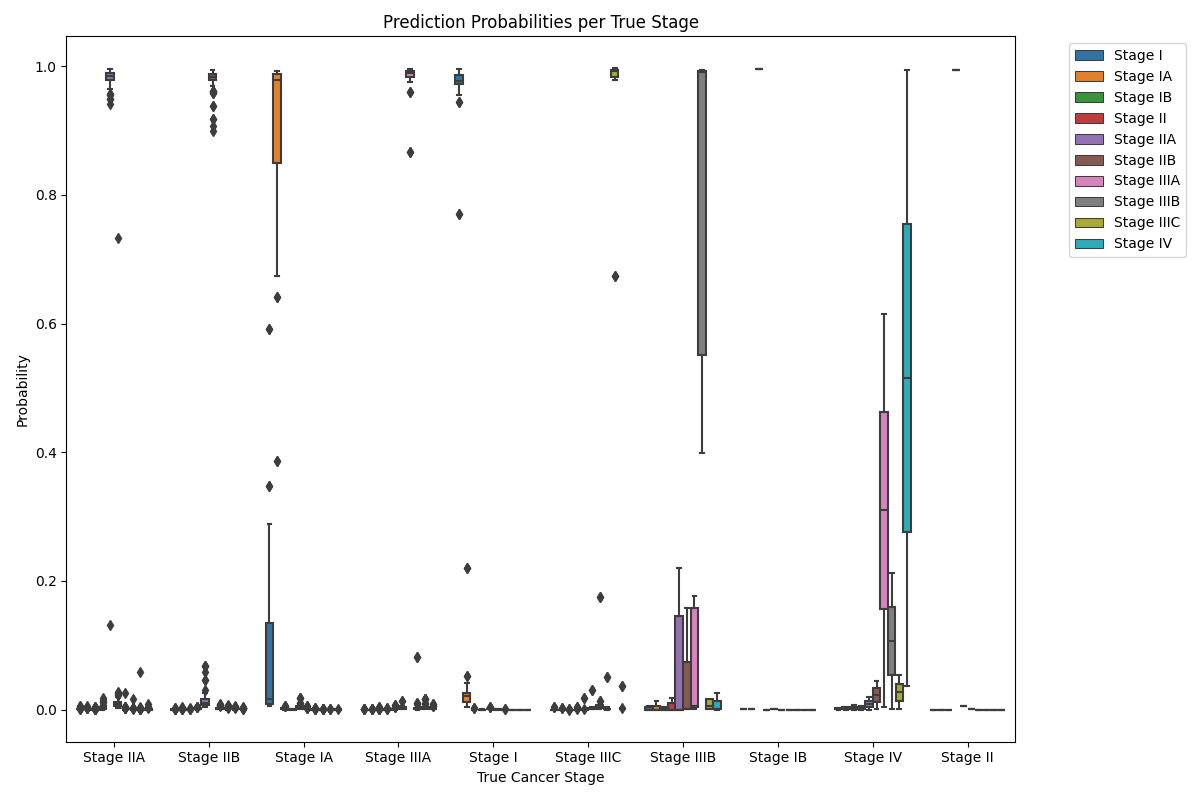 Prediction Probabilities per True Stage
1.0
0.8
0.6
0.4
0.2
0.0
Probability
Stage IIA
Stage IIB
Stage IA
Stage IIIA
Stage I
Stage IIIC
Stage IIIB
Stage IB
Stage IV
Stage II
True Cancer Stage
Stage I
Stage IA
Stage IB
Stage II
Stage IIA
Stage IIB
Stage IIIA
Stage IIIB
Stage IIIC
Stage IV